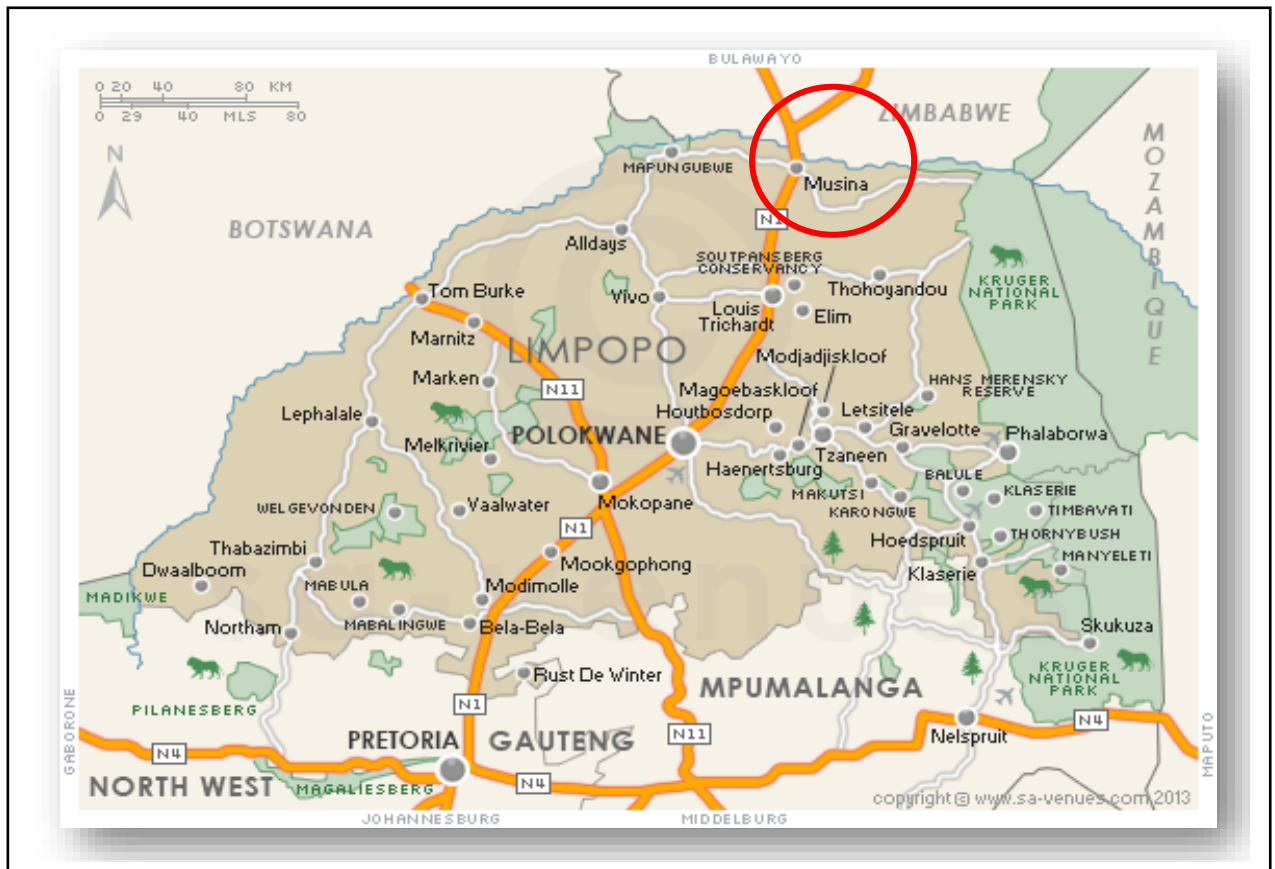 BULAWAYO
0 20 40 80 KM
0 29 40 MLS 80
ZIMBABWE
MOZAMBIQUE
N
MAPUNGUBWE
Musina
BOTSWANA
N1
Alldays
SOUTPANSBERG
CONSERVANCY
KRUGER
NATIONAL
PARK
Tom Burke
Vivo
Thohoyandou
Louis
Trichardt
Elim
Marnitz
LIMPOPO
Modjadjiskloof
Marken
N11
Magoebaskloof
HANS MERENSKY
RESERVE
Lephalale
Houtbosdorp
Letsitele
POLOKWANE
Gravelotte
Phalaborwa
Melkrivier
Haenertsburg
Tzaneen
BALULE
MAKUTSI
KLASERIE
WELGEVONDEN
Vaalwater
Mokopane
KARONGWE
TIMBAVATI
N1
THORNYBUSH
Hoedspruit
Thabazimbi
MANYELETI
Mookgophong
Klaserie
Dwaalboom
MABULA
Modimolle
MADIKWE
Northam
MABALINGWE
Bela-Bela
Skukuza
KRUGER
NATIONAL
PARK
Rust De Winter
MPUMALANGA
PILANESBERG
N1
GABORONE
N4
PRETORIA
GAUTENG
N11
Nelspruit
N4
MAPUTO
NORTH WEST
MAGALIESBERG
N4
copyright © www.sa-venues.com 2013
JOHANNESBURG
MIDDELBURG